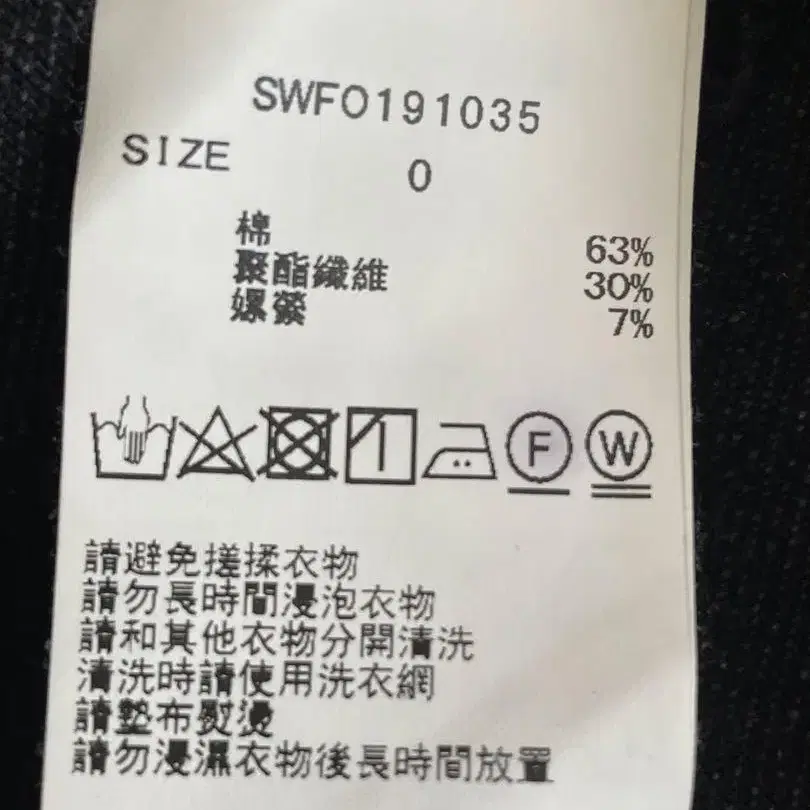 SWF0191035
SIZE 0
棉 63%
聚酯纖維 30%
嫘縈 7%
F W
請避免搓揉衣物
請勿長時間浸泡衣物
請和其他衣物分開清洗
清洗時請使用洗衣網
請墊布熨燙
請勿浸濕衣物後長時間放置